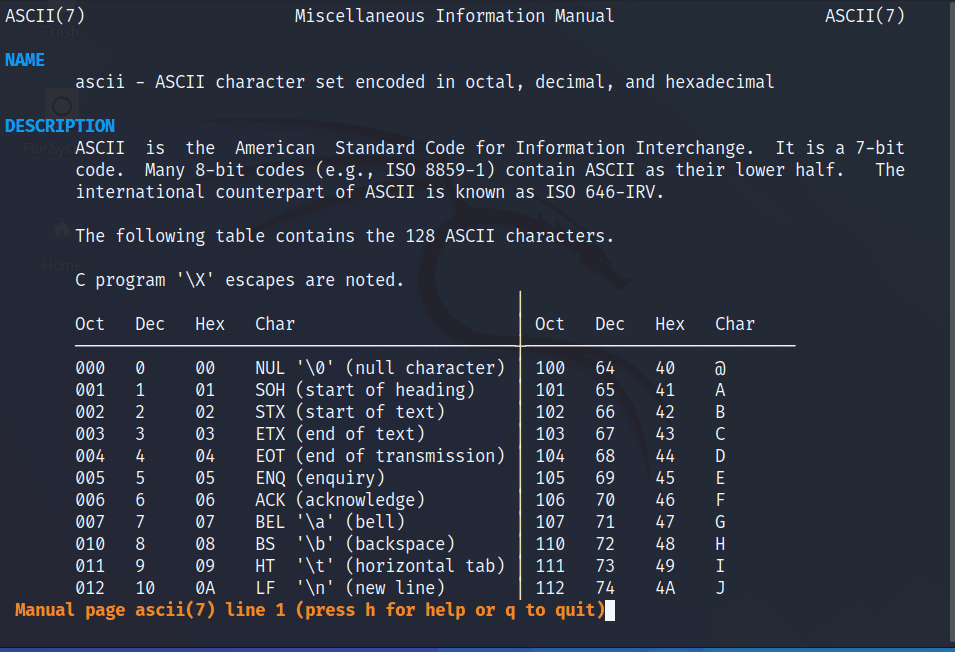 ASCII(7) Miscellaneous Information Manual ASCII(7)
NAME
ascii - ASCII character set encoded in octal, decimal, and hexadecimal
DESCRIPTION
ASCII is the American Standard Code for Information Interchange. It is a 7-bit
code. Many 8-bit codes (e.g., ISO 8859-1) contain ASCII as their lower half. The
international counterpart of ASCII is known as ISO 646-IRV.
The following table contains the 128 ASCII characters.
Home
C program '\X' escapes are noted.
Oct Dec Hex Char Oct Dec Hex Char
000 0 00 NUL '\0' (null character) 100 64 40 @
001 1 01 SOH (start of heading) 101 65 41 A
002 2 02 STX (start of text) 102 66 42 B
003 3 03 ETX (end of text) 103 67 43 C
004 4 04 EOT (end of transmission) 104 68 44 D
005 5 05 ENQ (enquiry) 105 69 45 E
006 6 06 ACK (acknowledge) 106 70 46 F
007 7 07 BEL '\a' (bell) 107 71 47 G
010 8 08 BS '\b' (backspace) 110 72 48 H
011 9 09 HT '\t' (horizontal tab) 111 73 49 I
012 10 0A LF '\n' (new line) 112 74 4A J
Manual page ascii(7) line 1 (press h for help or q to quit)